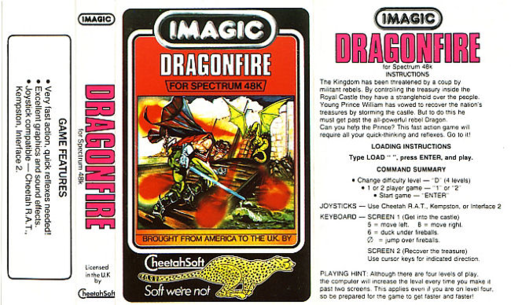 GAME FEATURES
• Very fast action, quick reflexes needed!
• Excellent graphics and sound effects.
• Joystick compatible — Cheetah R.A.T.,
Kempston, Interface 2.
IMAGIC
DRAGONFIRE
for Spectrum 48k
Licensed
in the U.K
by
CheetahSoft
IMAGIC
DRAGONFIRE
FOR SPECTRUM 48K
BROUGHT FROM AMERICA TO THE U.K. BY
CheetahSoft
Soft we're not
IMAGIC
DRAGONFIRE
for Spectrum 48k
INSTRUCTIONS
The Kingdom has been threatened by a coup by
militant rebels. By controlling the treasure inside the
Royal Castle they have a stranglehold over the people.
Young Prince William has vowed to recover the nation's
treasures by storming the castle. But to do this he
must get past the all-powerful rebel Dragon.
Can you help the Prince? This fast action game will
require all your quick-thinking and reflexes. Go to it!
LOADING INSTRUCTIONS
Type LOAD " ", press ENTER, and play.
COMMAND SUMMARY
• Change difficulty level — "D" (4 levels)
• 1 or 2 player game — "1" or "2"
• Start game — "ENTER"
JOYSTICKS — Use Cheetah R.A.T., Kempston, or Interface 2
KEYBOARD — SCREEN 1 (Get into the castle)
5 = move left. 8 = move right.
6 = duck under fireballs.
∅ = jump over fireballs.
SCREEN 2 (Recover the treasure)
Use cursor keys for indicated direction.
PLAYING HINT: Although there are four levels of play,
the computer will increase the level every time you make it
past two screens. This applies even if you are on level four,
so be prepared for the game to get faster and faster!